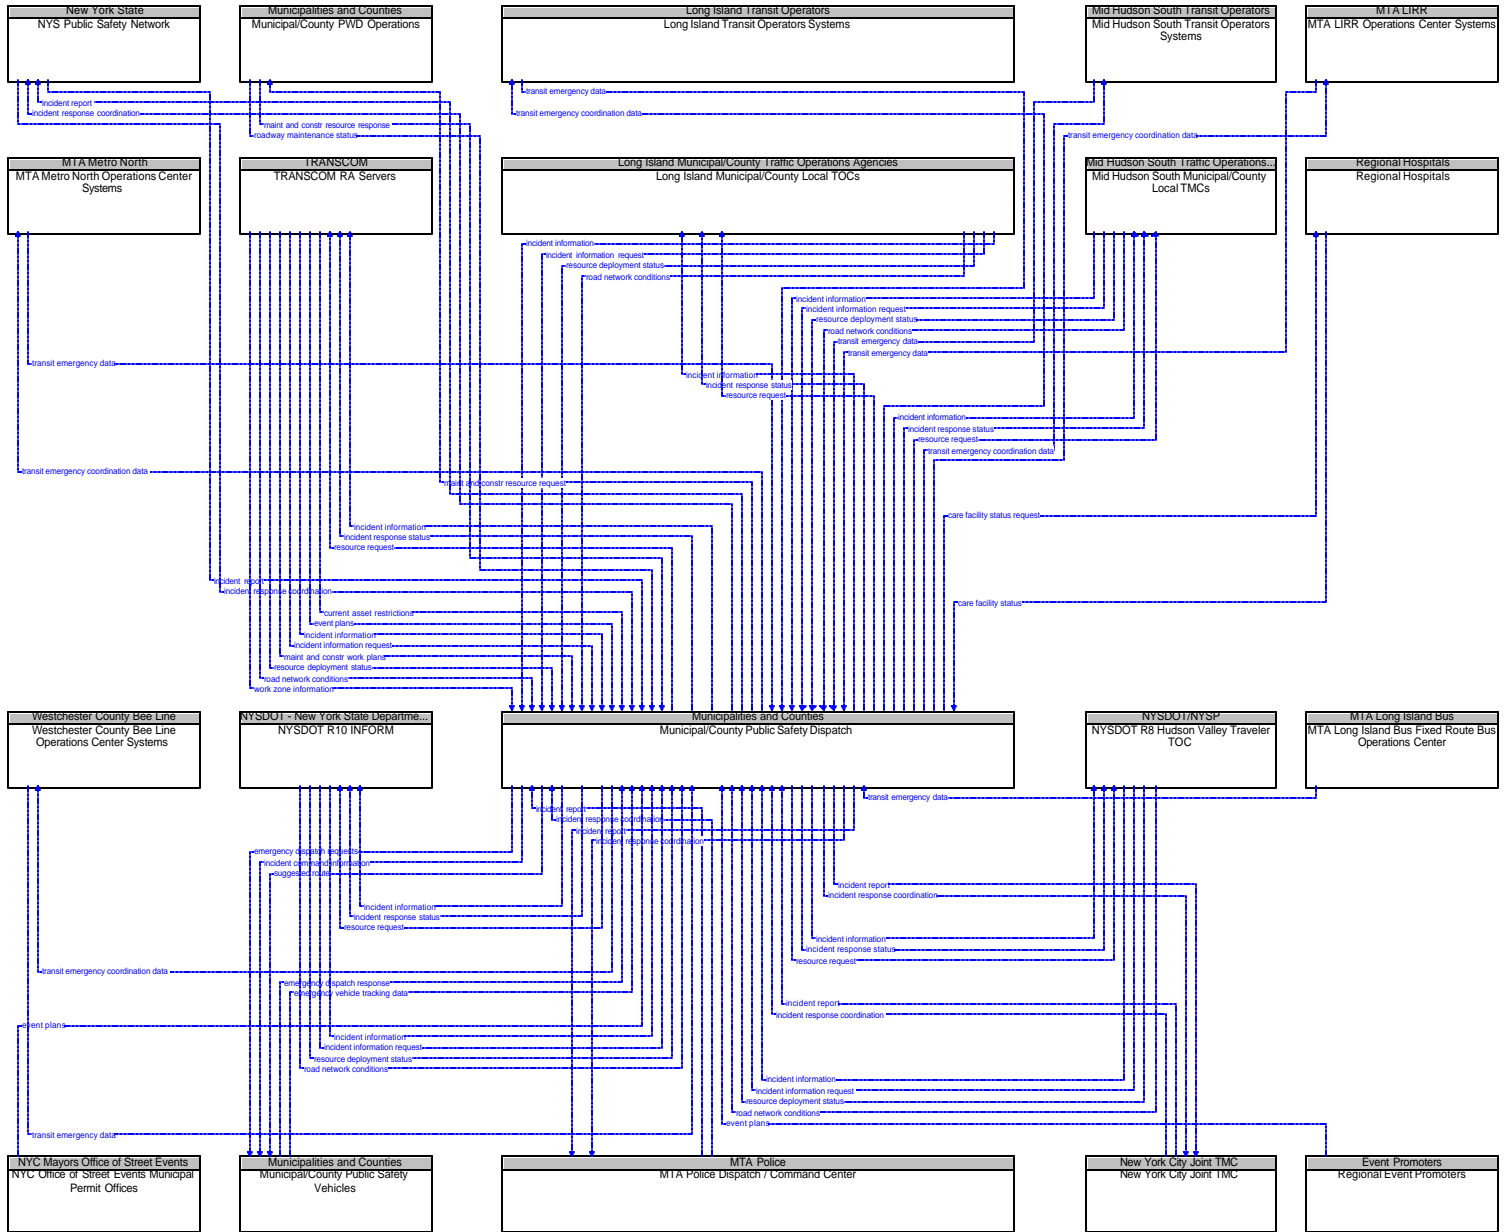 New York State
NYS Public Safety Network
Municipalities and Counties
Municipal/County PWD Operations
Long Island Transit Operators
Long Island Transit Operators Systems
Mid Hudson South Transit Operators
Mid Hudson South Transit Operators
Systems
MTA LIRR
MTA LIRR Operations Center Systems
transit emergency data
incident report
incident response coordination
transit emergency coordination data
maint and constr resource response
roadway maintenance status
transit emergency coordination data
MTA Metro North
MTA Metro North Operations Center
Systems
TRANSCOM
TRANSCOM RA Servers
Long Island Municipal/County Traffic Operations Agencies
Long Island Municipal/County Local TOCs
Mid Hudson South Traffic Operations...
Mid Hudson South Municipal/County
Local TMCs
Regional Hospitals
Regional Hospitals
incident information
incident information request
resource deployment status
road network conditions
incident information
incident information request
resource deployment status
road network conditions
transit emergency data
transit emergency data
transit emergency data
incident information
incident response status
resource request
incident information
incident response status
resource request
transit emergency coordination data
transit emergency coordination data
maint and constr resource request
care facility status request
incident information
incident response status
resource request
incident report
incident response coordination
care facility status
current asset restrictions
event plans
incident information
incident information request
maint and constr work plans
resource deployment status
road network conditions
work zone information
Westchester County Bee Line
Westchester County Bee Line
Operations Center Systems
NYSDOT - New York State Departme...
NYSDOT R10 INFORM
Municipalities and Counties
Municipal/County Public Safety Dispatch
NYSDOT/NYSP
NYSDOT R8 Hudson Valley Traveler
TOC
MTA Long Island Bus
MTA Long Island Bus Fixed Route Bus
Operations Center
transit emergency data
incident report
incident response coordination
incident report
incident response coordination
emergency dispatch requests
incident command information
suggested route
incident report
incident response coordination
incident information
incident response status
resource request
incident information
incident response status
resource request
transit emergency coordination data
emergency dispatch response
emergency vehicle tracking data
incident report
incident response coordination
event plans
incident information
incident information request
resource deployment status
road network conditions
incident information
incident information request
resource deployment status
road network conditions
event plans
transit emergency data
NYC Mayors Office of Street Events
NYC Office of Street Events Municipal
Permit Offices
Municipalities and Counties
Municipal/County Public Safety
Vehicles
MTA Police
MTA Police Dispatch / Command Center
New York City Joint TMC
New York City Joint TMC
Event Promoters
Regional Event Promoters